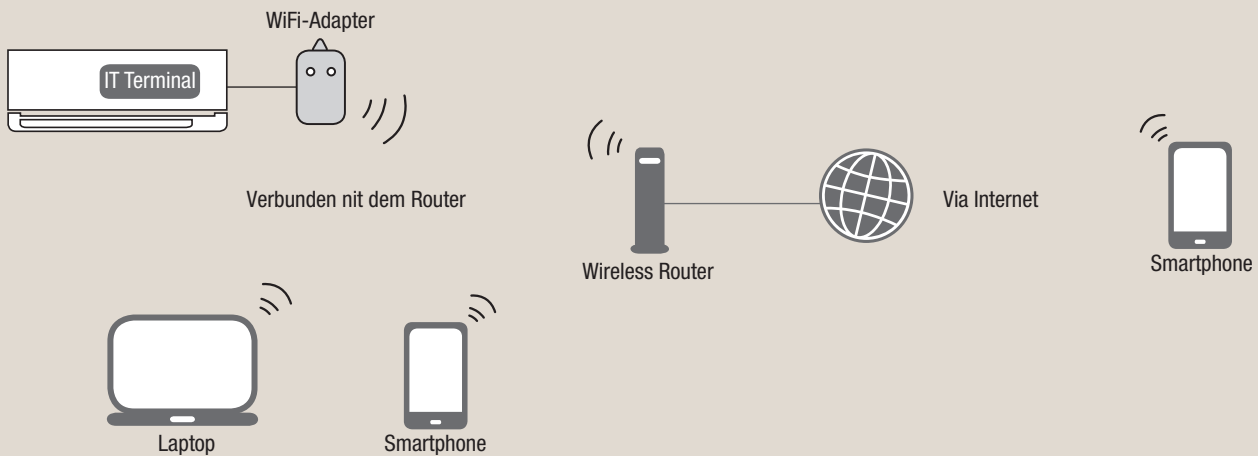 WiFi-Adapter
IT Terminal
Verbunden nit dem Router
Via Internet
Wireless Router
Smartphone
Laptop
Smartphone